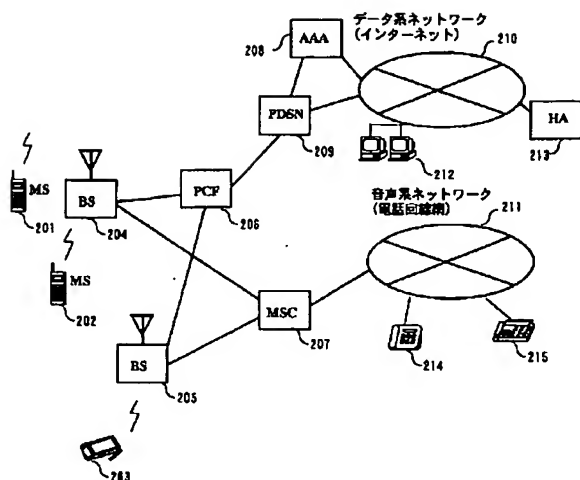 データ系ネットワーク
(インターネット)
AAA
208
210
PDSN
209
HA
213
212
MS
201
BS
204
PCF
206
音声系ネットワーク
(電話回線網)
211
MS
202
MSC
207
214
215
BS
205
203